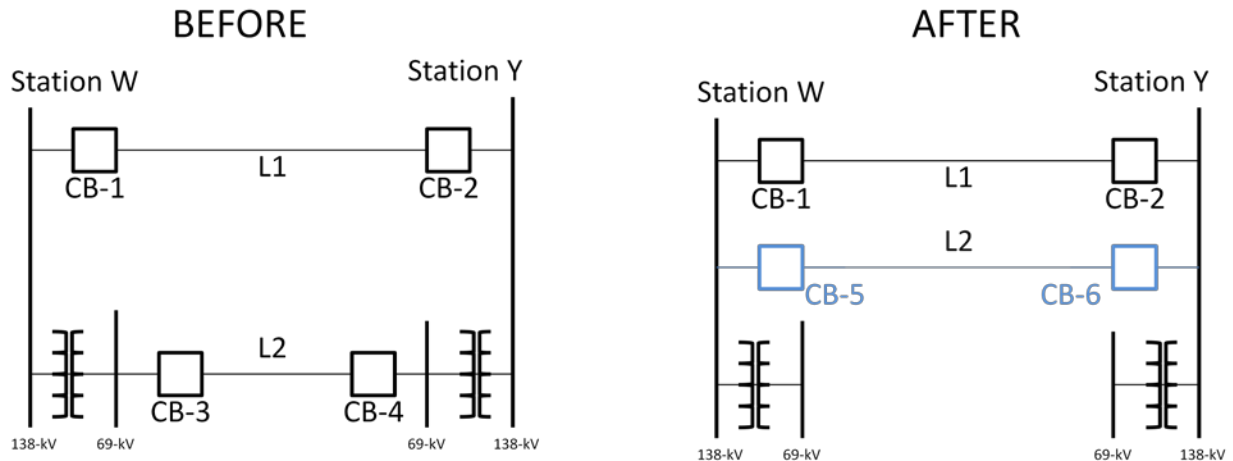 BEFORE
Station W
Station Y
CB-1
L1
CB-2
L2
CB-3
CB-4
138-kV
69-kV
69-kV
138-kV
AFTER
Station W
Station Y
CB-1
L1
CB-2
L2
CB-5
CB-6
138-kV
69-kV
69-kV
138-kV